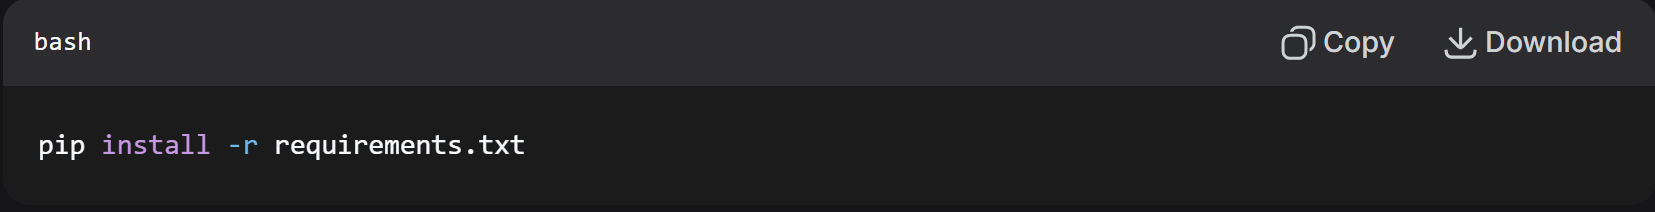 bash
Copy
Download
pip install -r requirements.txt